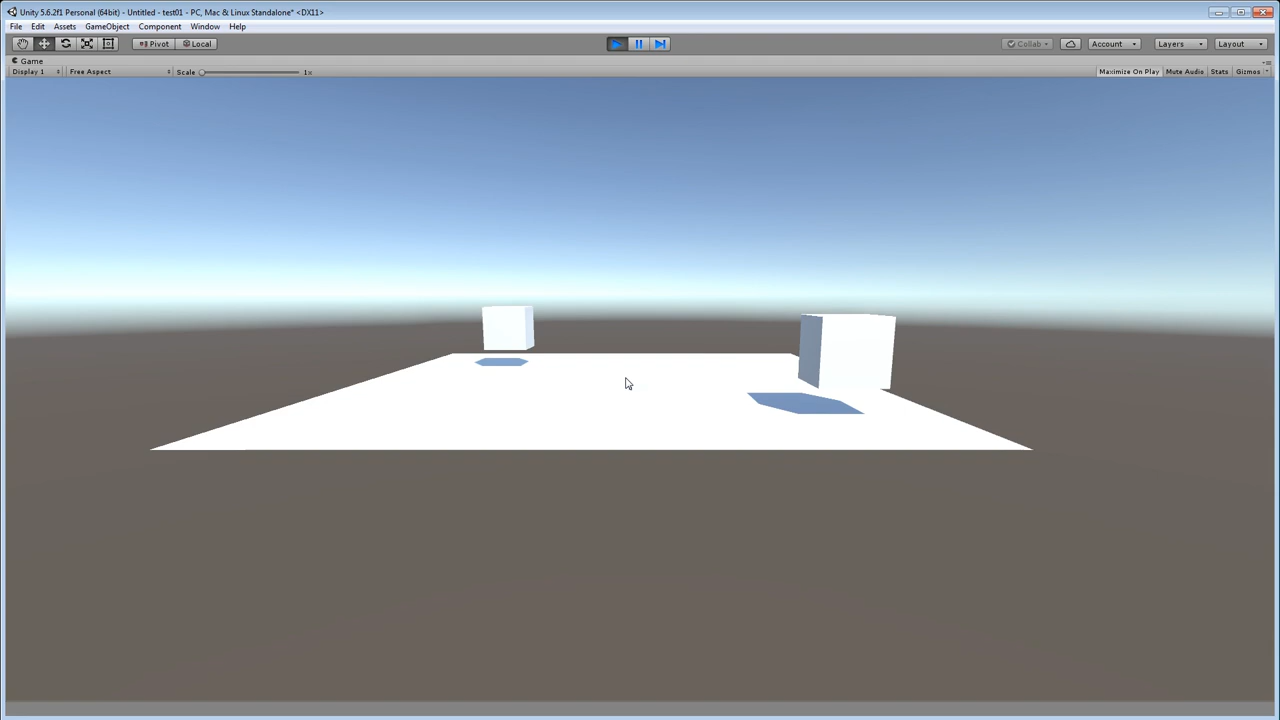 Unity 5.6.2f1 Personal (64bit) - Untitled - test01 - PC, Mac & Linux Standalone* <DX11>
File Edit Assets GameObject Component Window Help
Pivot Local Collab Account Layers Layout
Game
Display 1 Free Aspect Scale 1x Maximize On Play Mute Audio Stats Gizmos